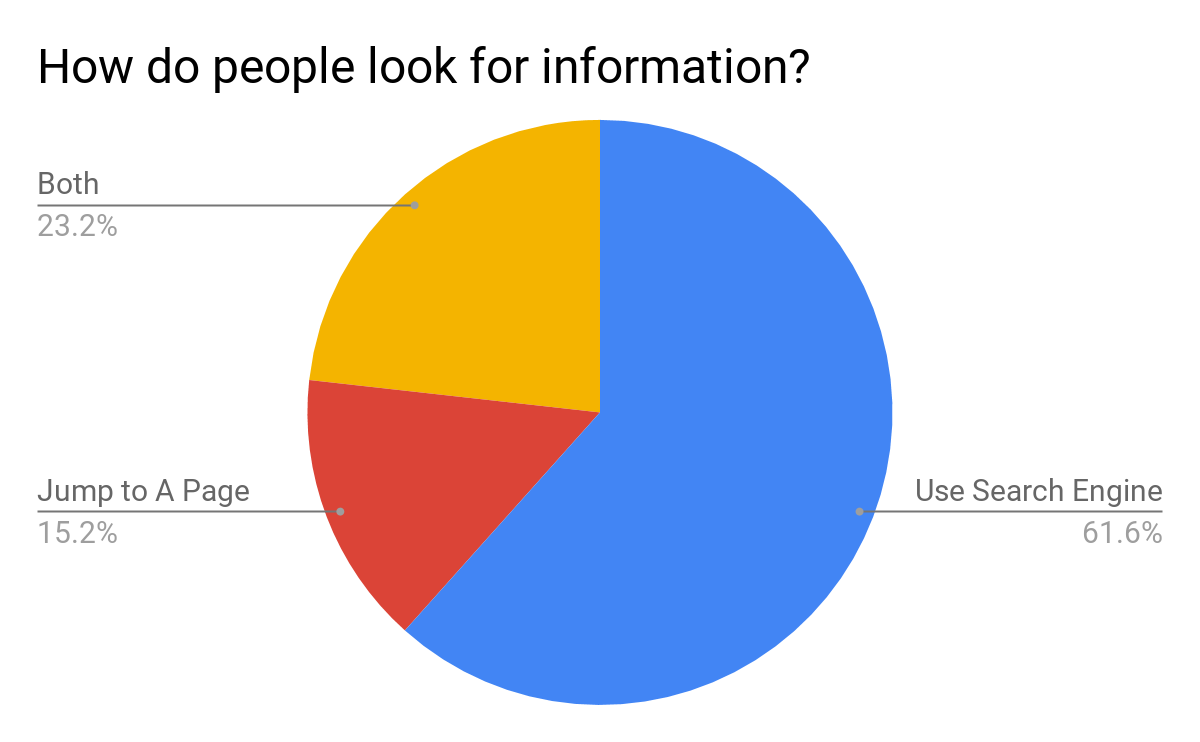 How do people look for information?
Both
23.2%
Jump to A Page
15.2%
Use Search Engine
61.6%